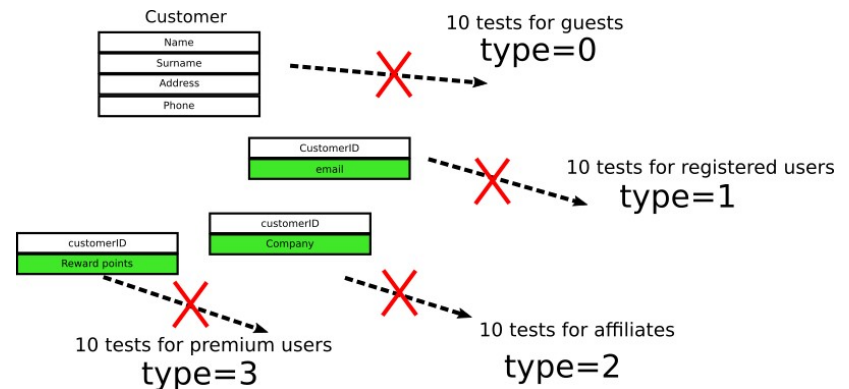 Customer
Name
Surname
Address
Phone
10 tests for guests
type=0
CustomerID
email
10 tests for registered users
type=1
customerID
Company
10 tests for affiliates
type=2
customerID
Reward points
10 tests for premium users
type=3